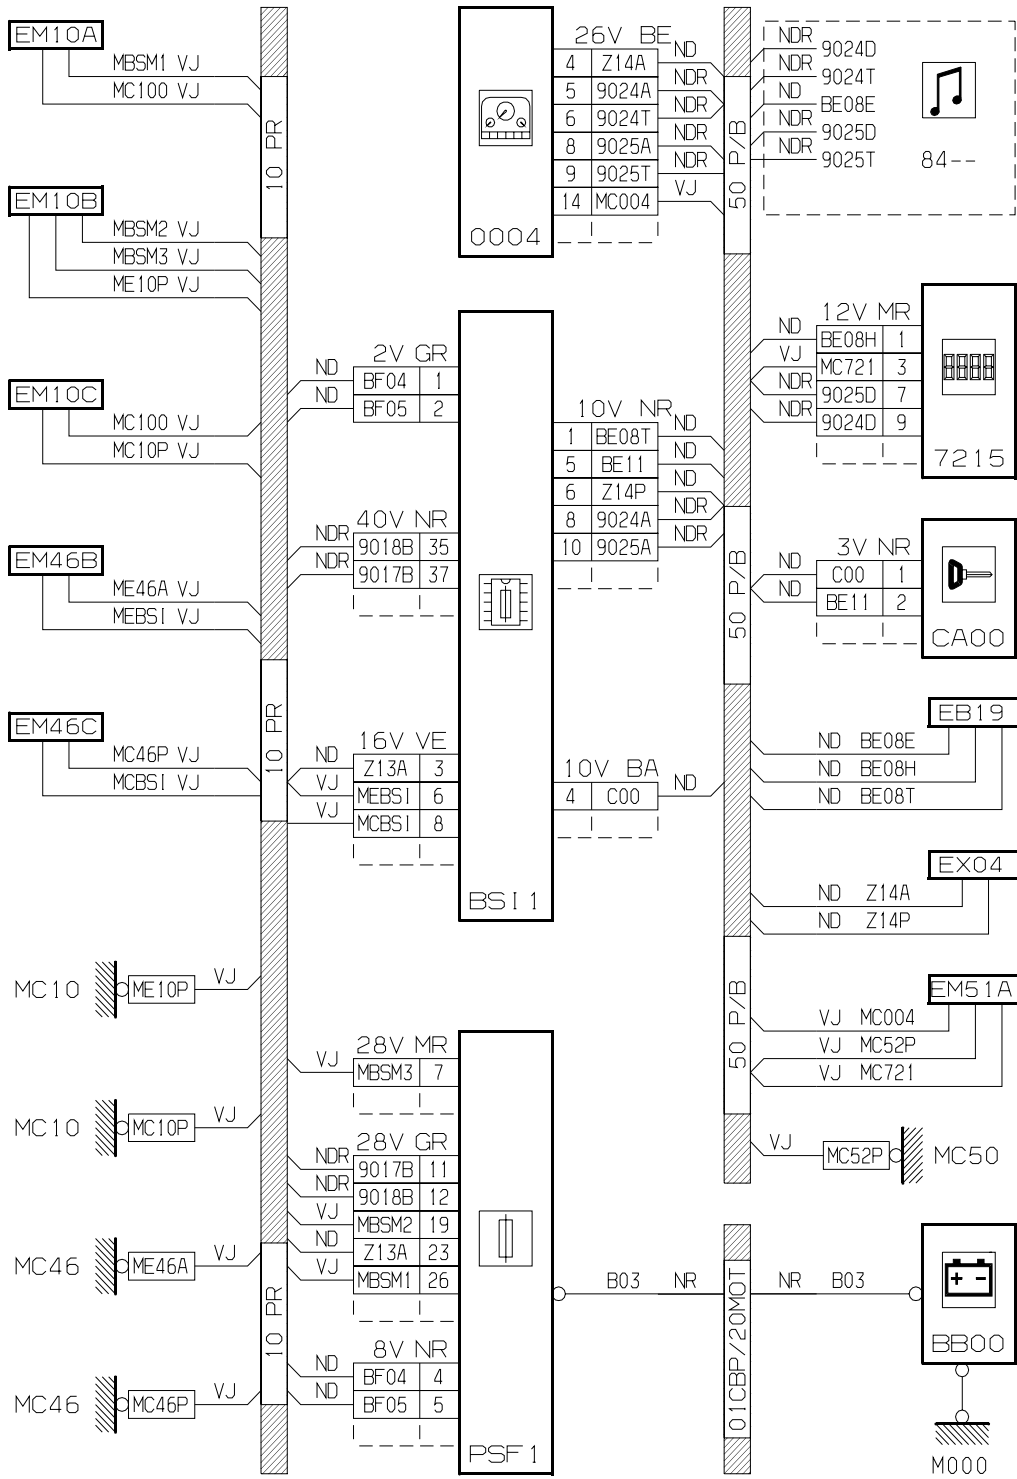 EM10A
MBSM1 VJ
MC100 VJ
EM10B
MBSM2 VJ
MBSM3 VJ
ME10P VJ
EM10C
MC100 VJ
MC10P VJ
EM46B
ME46A VJ
MEBSI VJ
EM46C
MC46P VJ
MCBSI VJ
MC10 ME10P VJ
MC10 MC10P VJ
MC46 ME46A VJ
MC46 MC46P VJ
10 PR
10 PR
10 PR
26V BE
4 Z14A ND
5 9024A NDR
6 9024T NDR
8 9025A NDR
9 9025T NDR
14 MC004 VJ
0004
2V GR
ND BF04 1
ND BF05 2
40V NR
NDR 9018B 35
NDR 9017B 37
16V VE
ND Z13A 3
VJ MEBSI 6
VJ MCBSI 8
10V NR
1 BE08T ND
5 BE11 ND
6 Z14P ND
8 9024A NDR
10 9025A NDR
10V BA
4 C00 ND
BSI1
28V MR
VJ MBSM3 7
28V GR
NDR 9017B 11
NDR 9018B 12
VJ MBSM2 19
ND Z13A 23
VJ MBSM1 26
8V NR
ND BF04 4
ND BF05 5
PSF1
50 P/B
50 P/B
50 P/B
NDR 9024D
NDR 9024T
ND BE08E
NDR 9025D
NDR 9025T
84--
12V MR
ND BE08H 1
VJ MC721 3
NDR 9025D 7
NDR 9024D 9
7215
3V NR
ND C00 1
ND BE11 2
CA00
EB19
ND BE08E
ND BE08H
ND BE08T
EX04
ND Z14A
ND Z14P
EM51A
VJ MC004
VJ MC52P
VJ MC721
VJ MC52P MC50
B03 NR
01CBP/20MOT
NR B03
BB00
M000